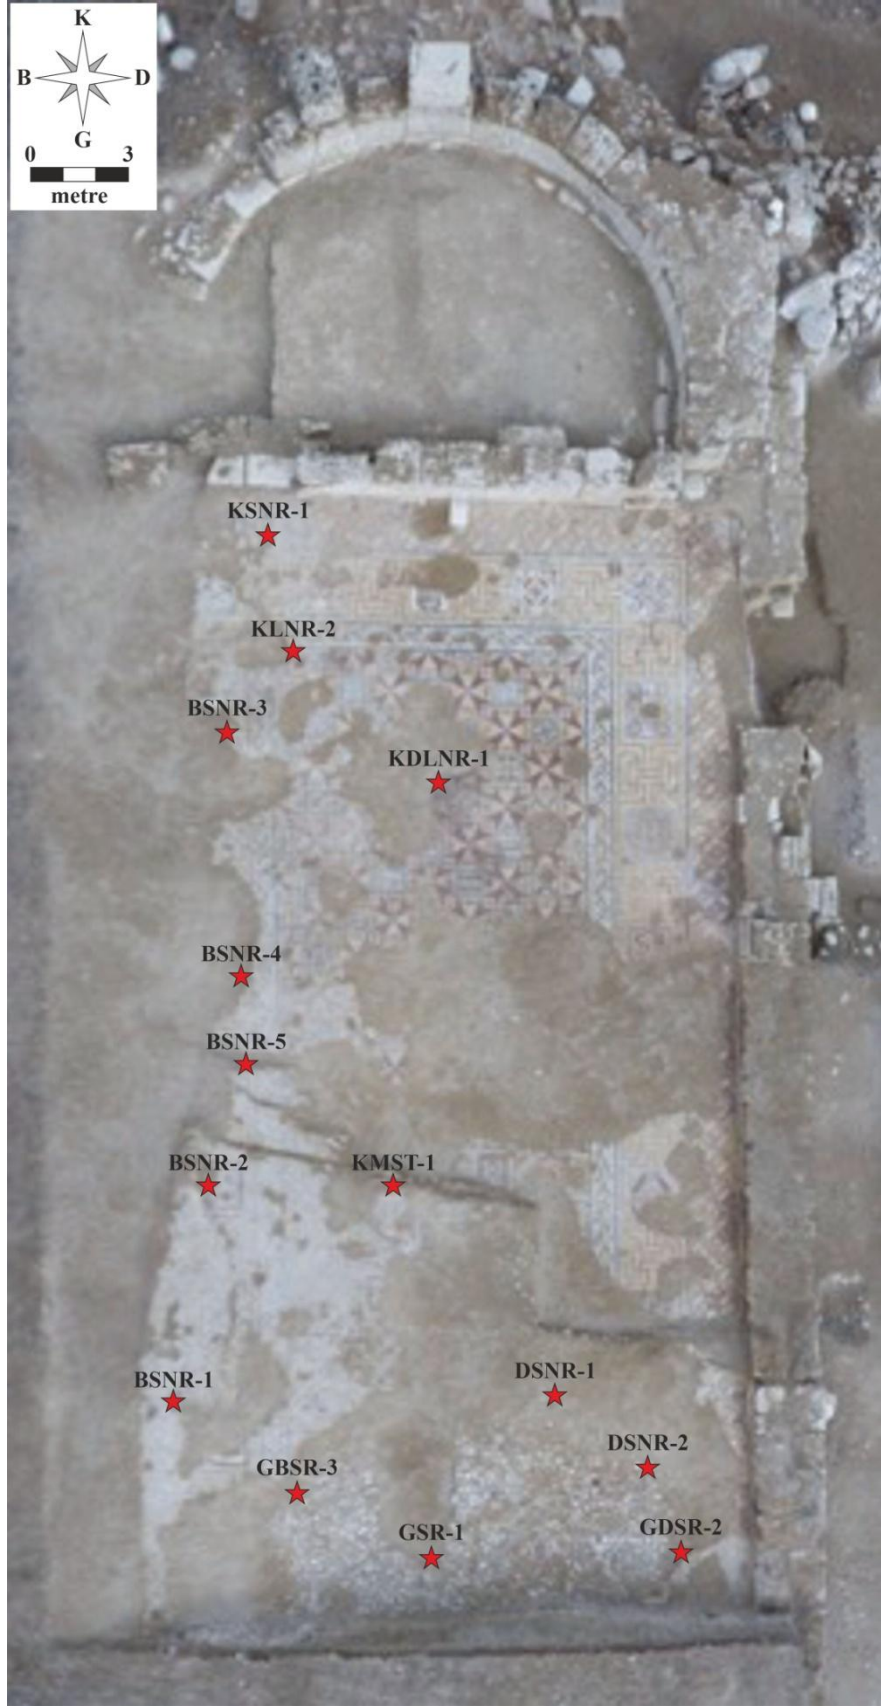 K
B D
G
0 3
metre
KSNR-1
KLNR-2
BSNR-3
KDLNR-1
BSNR-4
BSNR-5
BSNR-2 KMST-1
BSNR-1 DSNR-1
GBSR-3 DSNR-2
GSR-1 GDSR-2